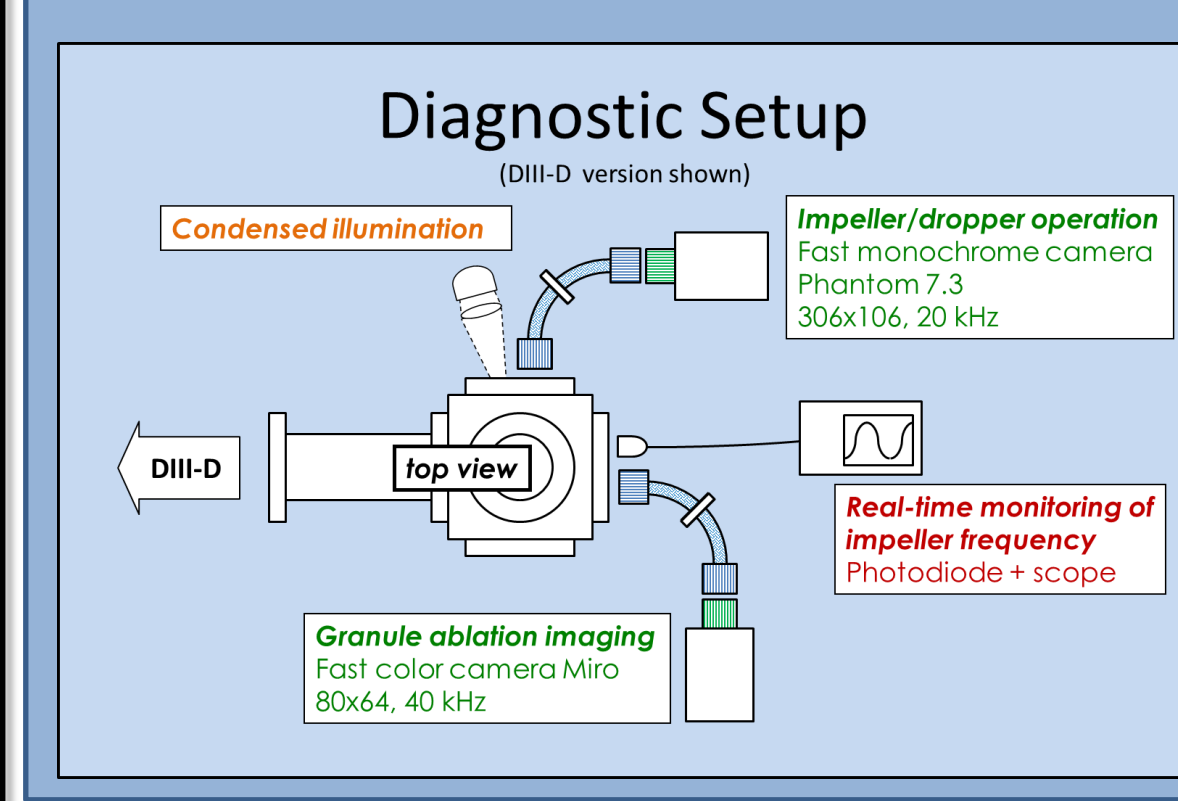 Diagnostic Setup
(DIII-D version shown)
Condensed illumination
Impeller/dropper operation
Fast monochrome camera
Phantom 7.3
306x106, 20 kHz
DIII-D
top view
Real-time monitoring of
impeller frequency
Photodiode + scope
Granule ablation imaging
Fast color camera Miro
80x64, 40 kHz